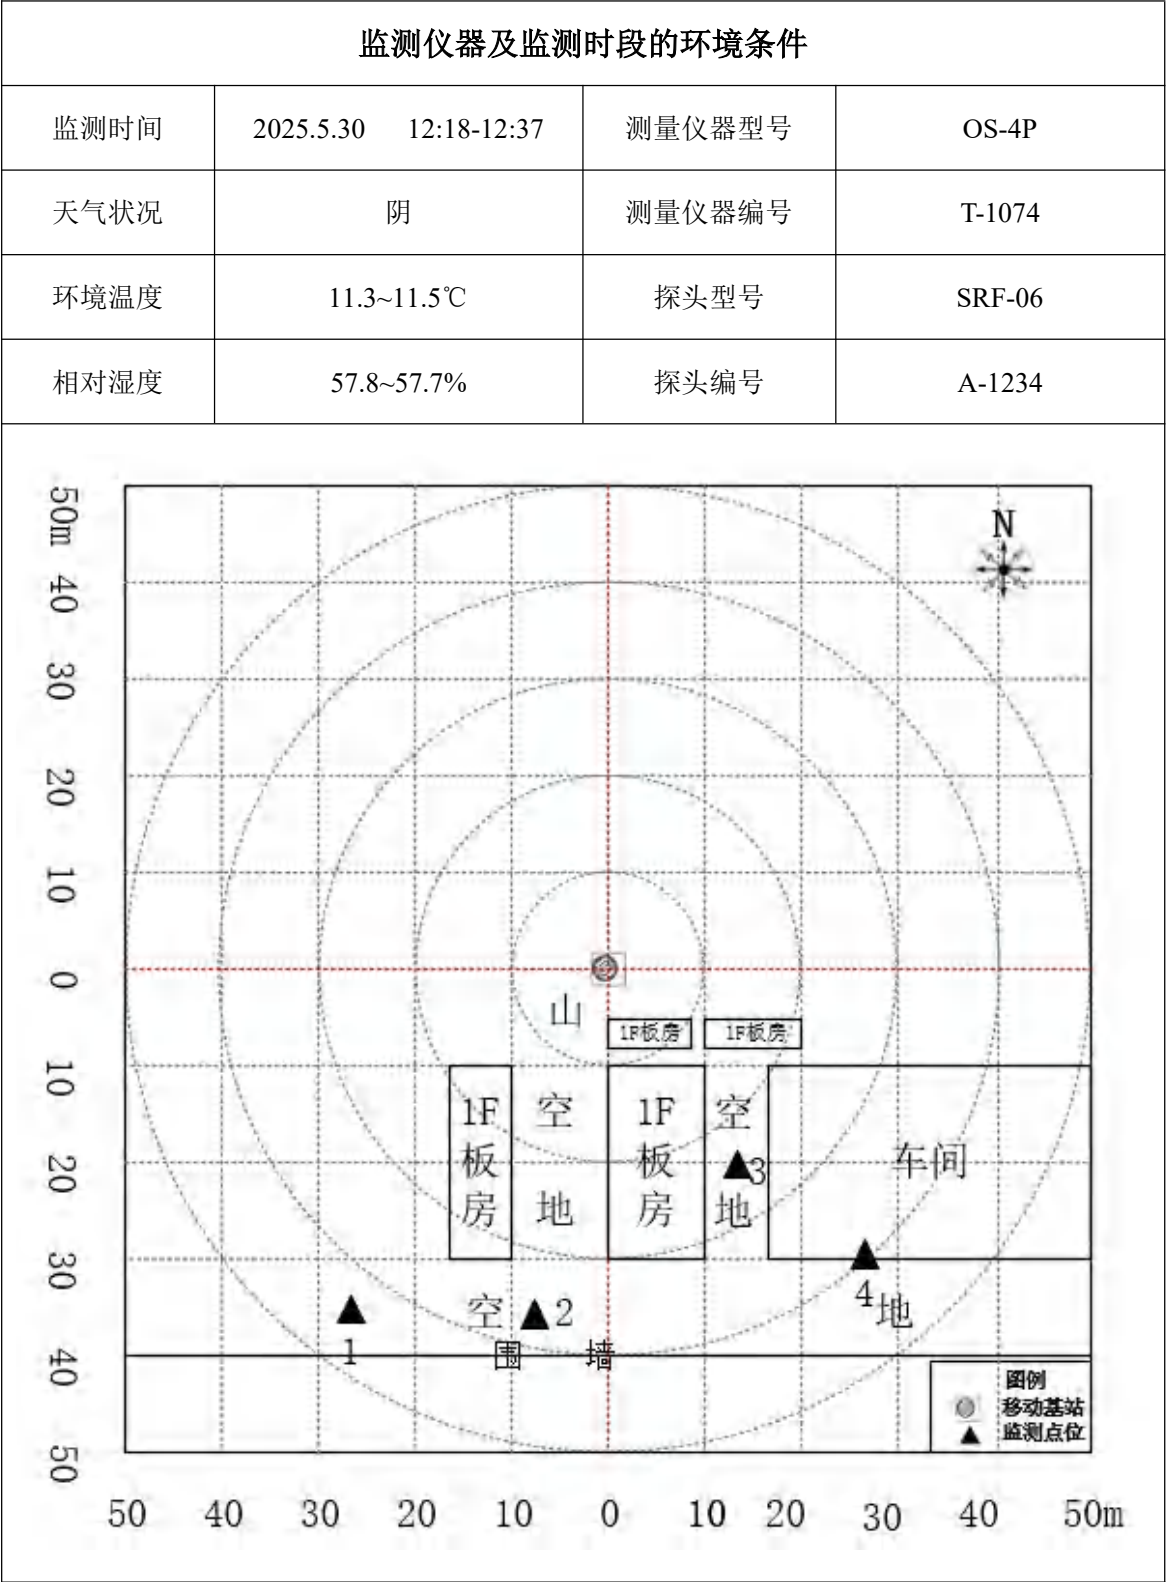 监测仪器及监测时段的环境条件
监测时间 2025.5.30 12:18-12:37 测量仪器型号 OS-4P
天气状况 阴 测量仪器编号 T-1074
环境温度 11.3~11.5℃ 探头型号 SRF-06
相对湿度 57.8~57.7% 探头编号 A-1234
50m
40
30
20
10
0
10
20
30
40
50
N
山
1F板房
1F板房
1F板房
空地
1F板房
空地
3
车间
1
空
2
4
地
围墙
图例
移动基站
监测点位
50 40 30 20 10 0 10 20 30 40 50m